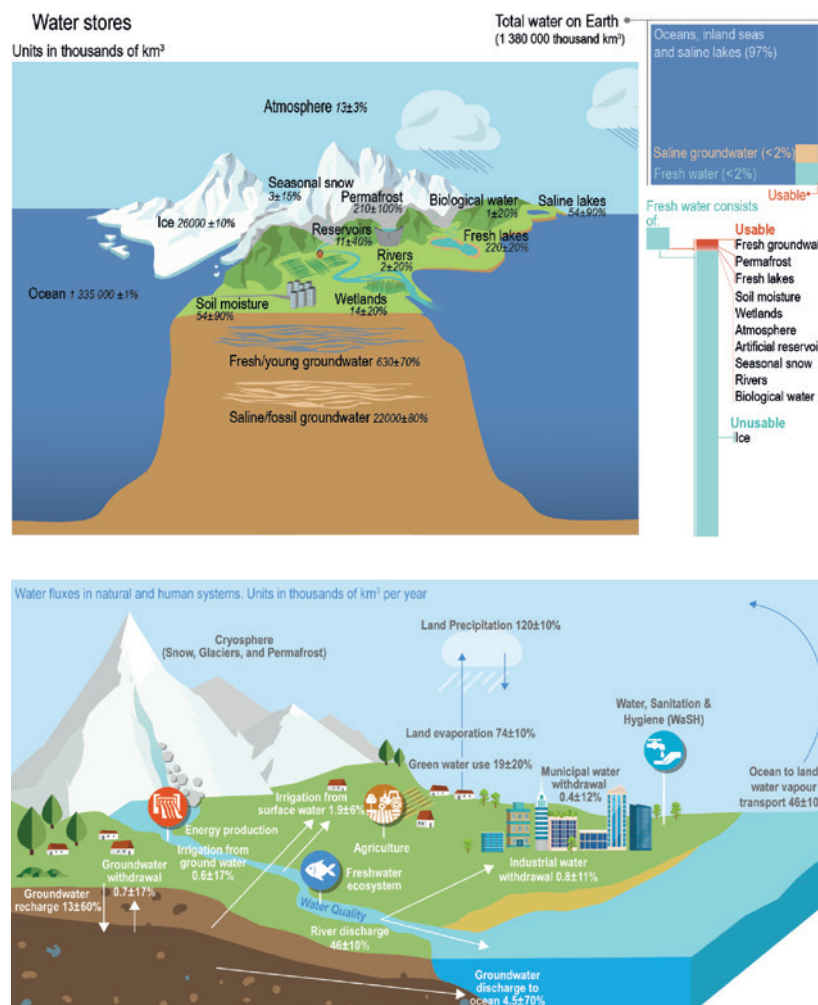 Water stores
Units in thousands of km³
Total water on Earth
(1 380 000 thousand km³)
Oceans, inland seas
and saline lakes (97%)
Saline groundwater (<2%)
Fresh water (<2%)
Usable*
Fresh water consists
of:
Usable
Fresh groundwat
Permafrost
Fresh lakes
Soil moisture
Wetlands
Atmosphere
Artificial reservoi
Seasonal snow
Rivers
Biological water
Unusable
Ice
Atmosphere 13±3%
Seasonal snow
3±15%
Permafrost
210±100%
Biological water
1±20%
Saline lakes
54±90%
Ice 26000 ±10%
Reservoirs
11±40%
Fresh lakes
220±20%
Rivers
2±20%
Ocean 1 335 000 ±1%
Soil moisture
54±90%
Wetlands
14±20%
Fresh/young groundwater 630±70%
Saline/fossil groundwater 22000±80%
Water fluxes in natural and human systems. Units in thousands of km³ per year
Cryosphere
(Snow, Glaciers, and Permafrost)
Land Precipitation 120±10%
Land evaporation 74±10%
Green water use 19±20%
Water, Sanitation &
Hygiene (WaSH)
Municipal water
withdrawal
0.4±12%
Ocean to land
water vapour
transport 46±10
Irrigation from
surface water 1.9±6%
Energy production
Agriculture
Irrigation from
ground water
0.6±17%
Groundwater
withdrawal
0.7±17%
Groundwater
recharge 13±60%
Freshwater
ecosystem
Industrial water
withdrawal 0.8±11%
Water Quality
River discharge
46±10%
Groundwater
discharge to
ocean 4.5±70%